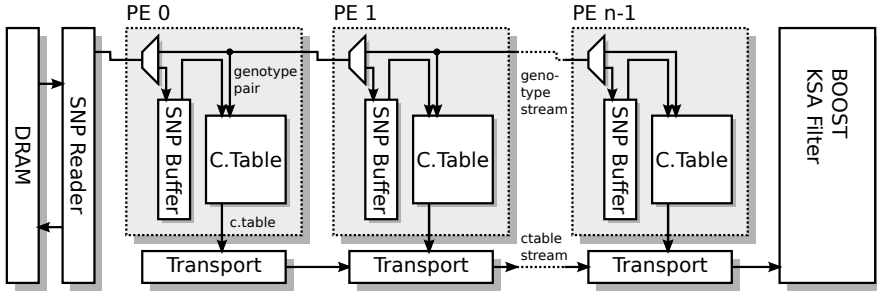 PE 0
PE 1
PE n-1
DRAM
SNP Reader
SNP Buffer
genotype
pair
C.Table
c.table
Transport
SNP Buffer
C.Table
Transport
geno-
type
stream
ctable
stream
SNP Buffer
C.Table
Transport
BOOST
KSA Filter